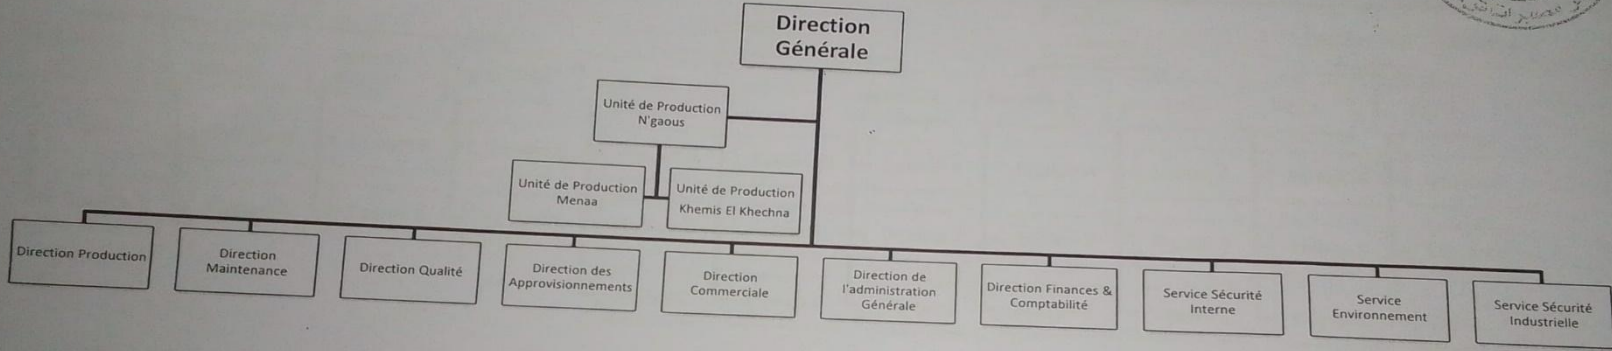 Direction
Générale
Unité de Production
N'gaous
Unité de Production
Menaa
Unité de Production
Khemis El Khechna
Direction Production
Direction
Maintenance
Direction Qualité
Direction des
Approvisionnements
Direction
Commerciale
Direction de
l'administration
Générale
Direction Finances &
Comptabilité
Service Sécurité
Interne
Service
Environnement
Service Sécurité
Industrielle